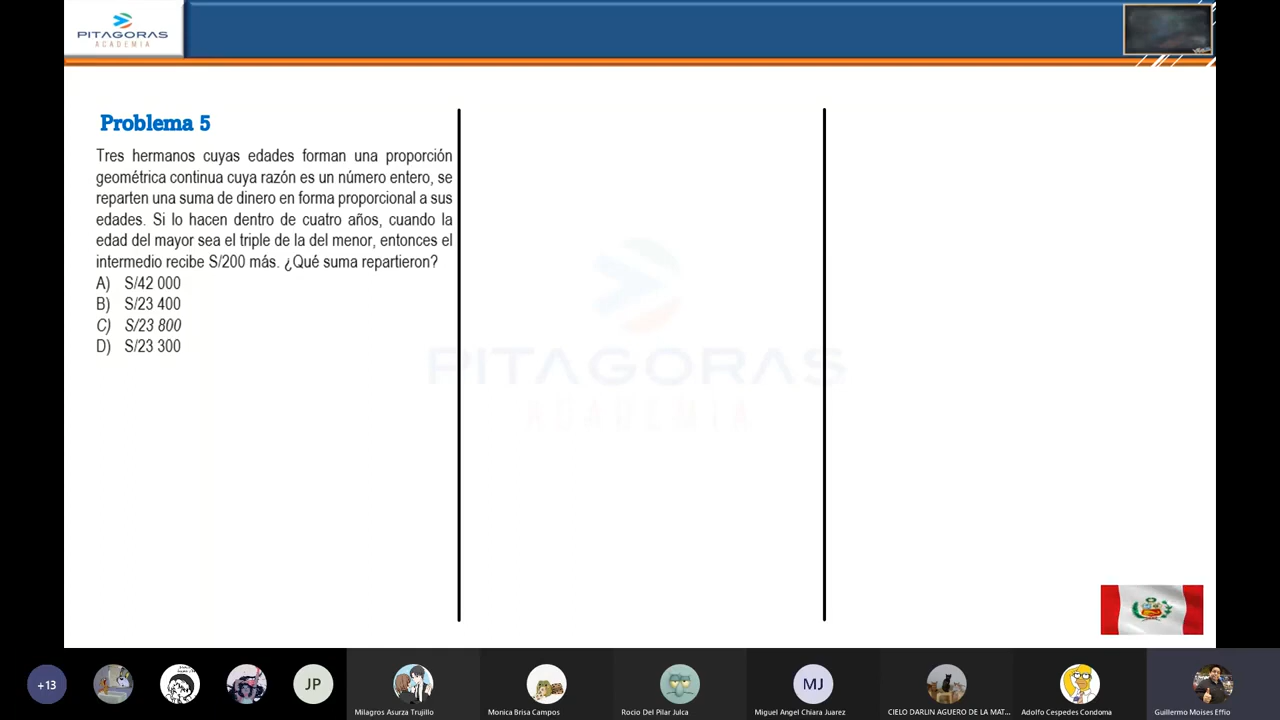 PITAGORAS
ACADEMIA
Problema 5
Tres hermanos cuyas edades forman una proporción
geométrica continua cuya razón es un número entero, se
reparten una suma de dinero en forma proporcional a sus
edades. Si lo hacen dentro de cuatro años, cuando la
edad del mayor sea el triple de la del menor, entonces el
intermedio recibe S/200 más. ¿Qué suma repartieron?
A) S/42 000
B) S/23 400
C) S/23 800
D) S/23 300
PITAGORAS
ACADEMIA
+13
JP
MJ
Milagros Asurza Trujillo
Monica Brisa Campos
Rocio Del Pilar Julca
Miguel Angel Chiara Juarez
CIELO DARLIN AGUERO DE LA MAT...
Adolfo Cespedes Condoma
Guillermo Moises Effio